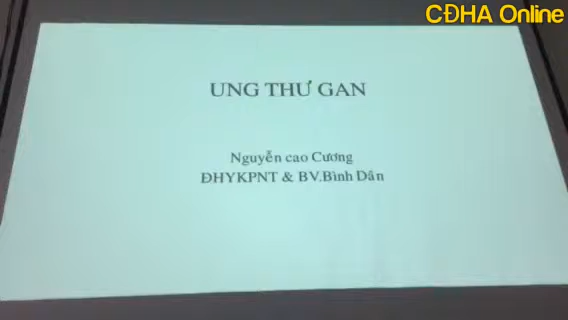 CĐHA Online
UNG THƯ GAN
Nguyễn cao Cương
ĐHYKPNT & BV.Bình Dân